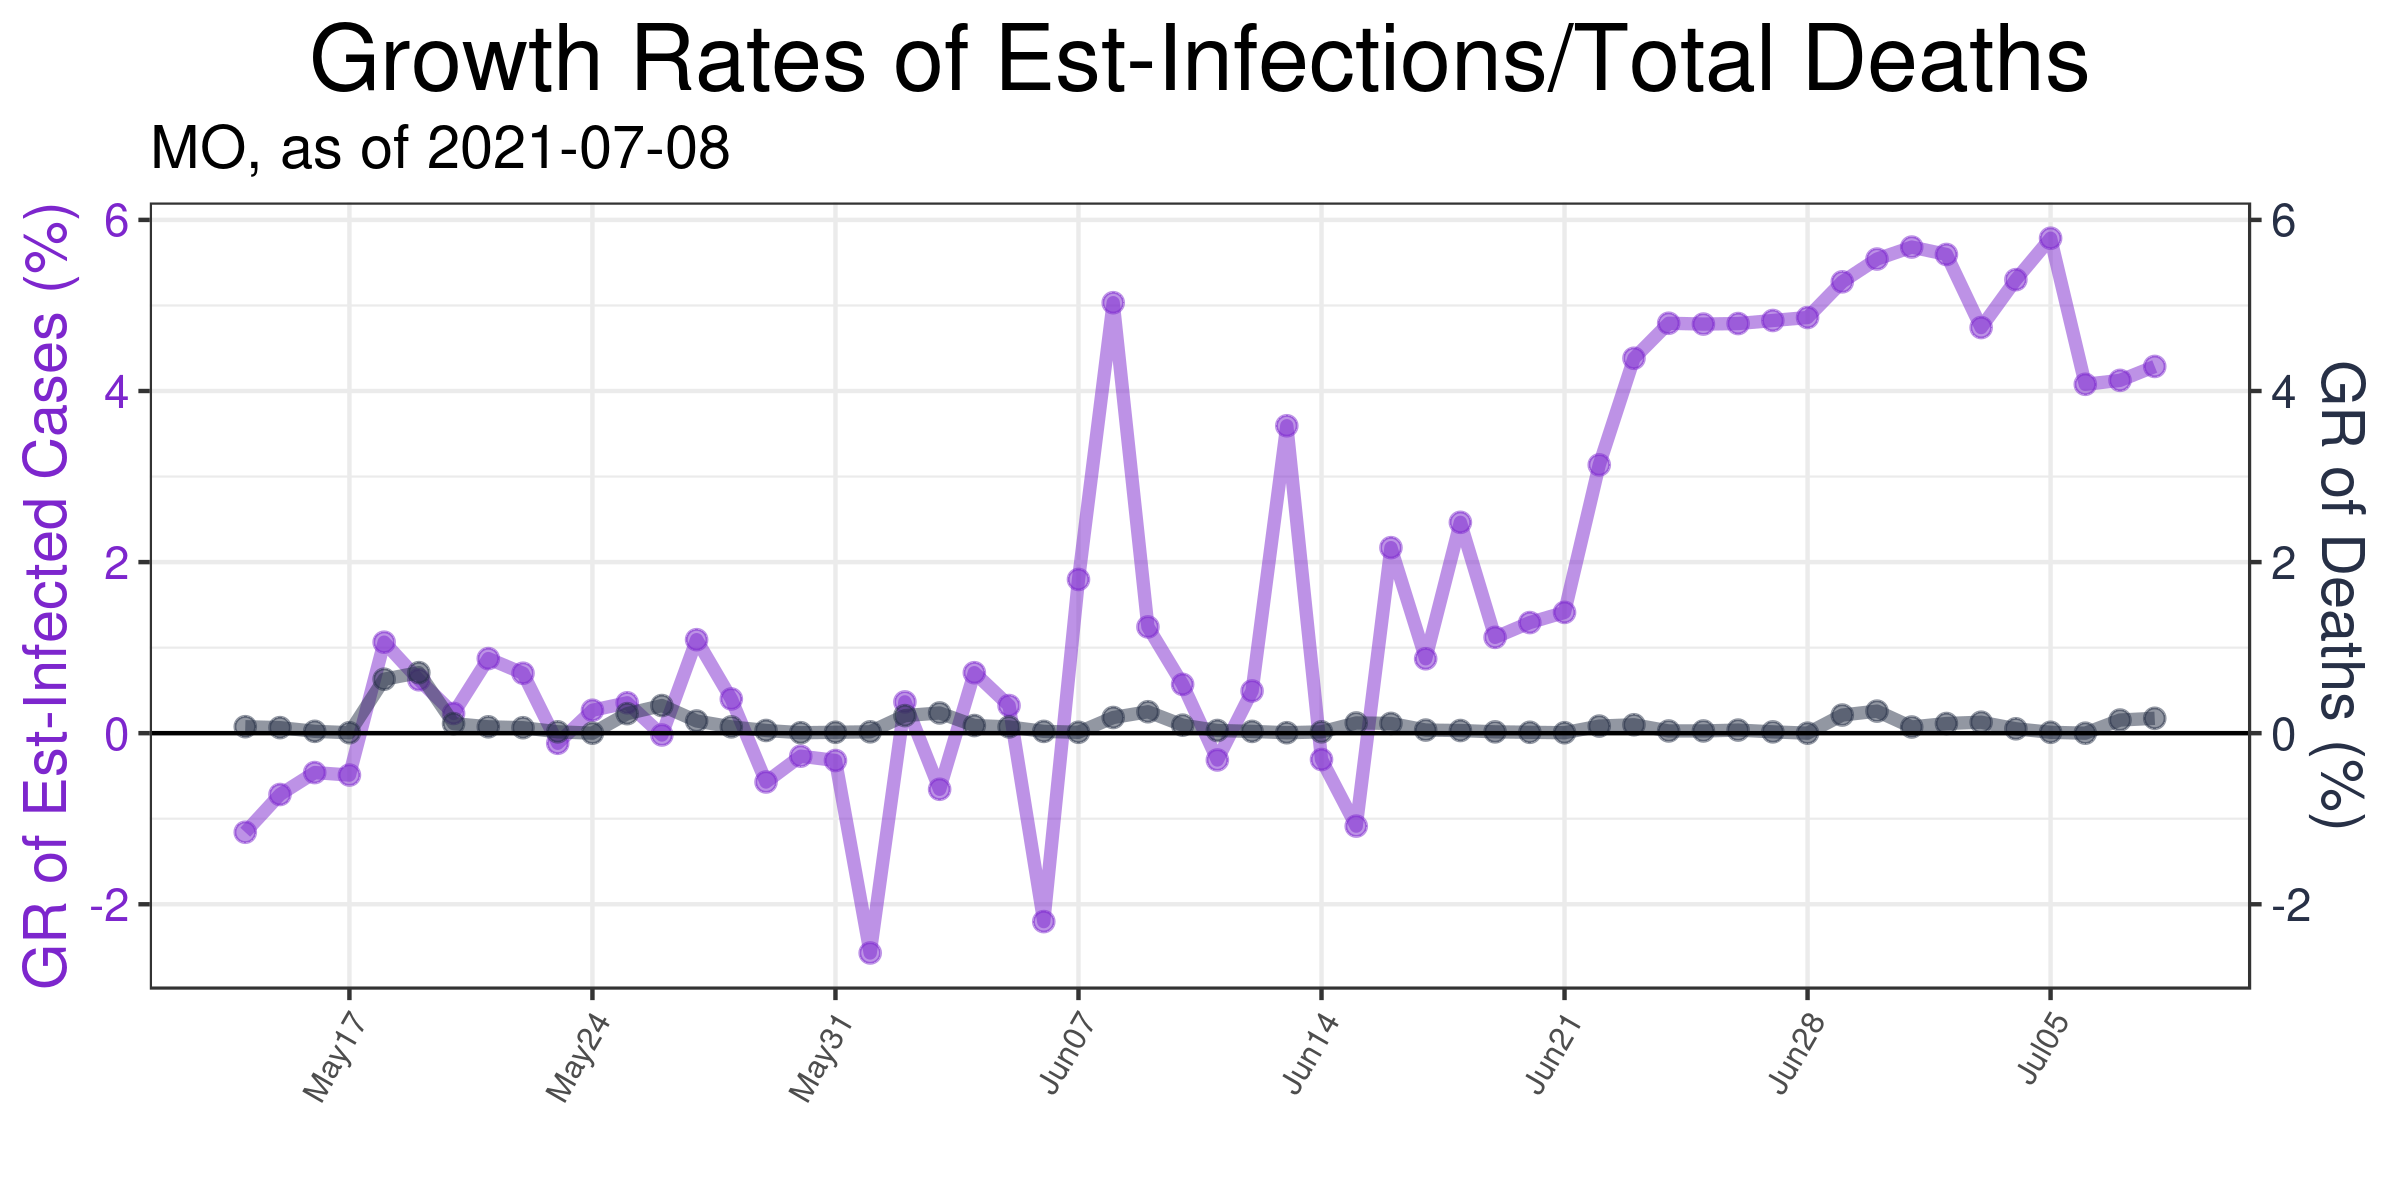 Growth Rates of Est-Infections/Total Deaths
MO, as of 2021-07-08
GR of Est-Infected Cases (%)
6
4
2
0
-2
6
4
2
0
-2
GR of Deaths (%)
May17
May24
May31
Jun07
Jun14
Jun21
Jun28
Jul05